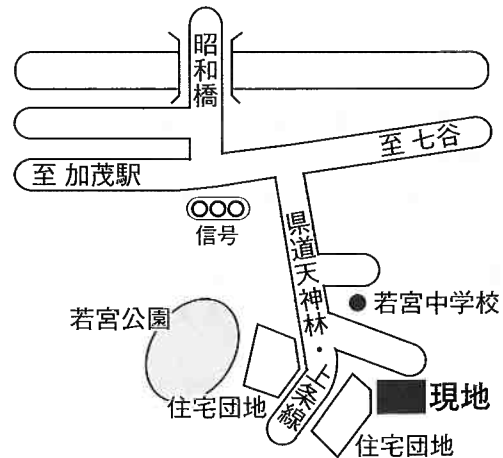 昭和橋
至 七谷
至 加茂駅
信号
県道天神林・上条線
若宮中学校
若宮公園
住宅団地
現地
住宅団地